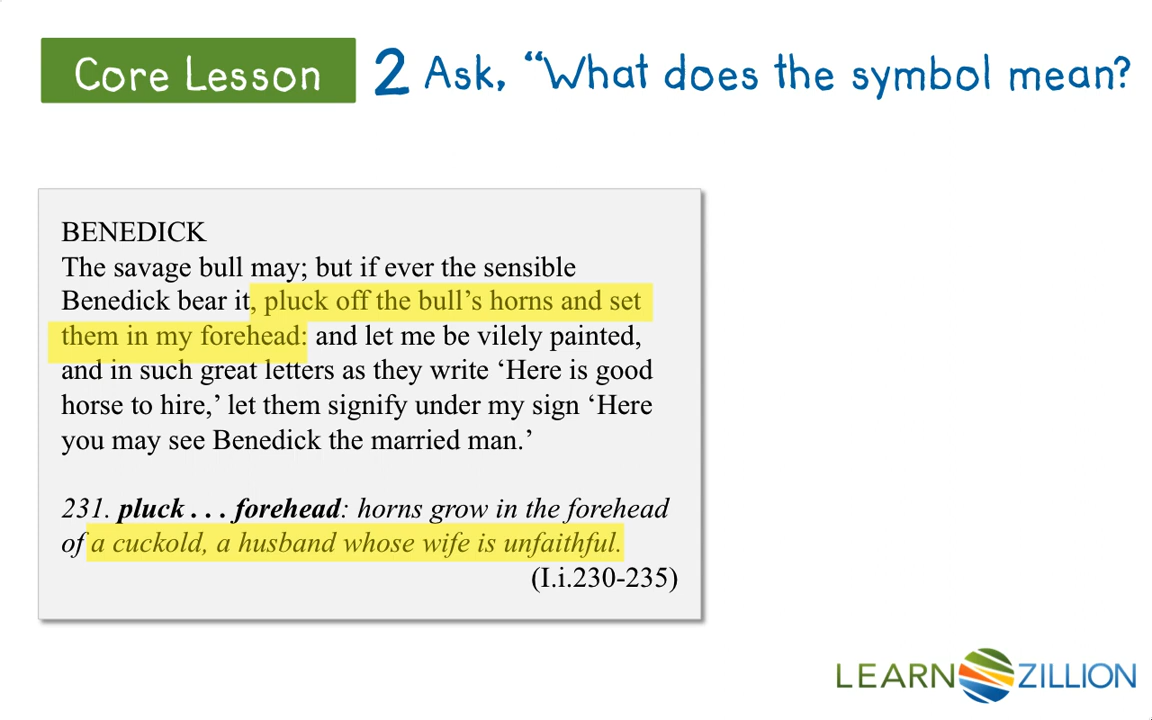 Core Lesson
2 Ask, “What does the symbol mean?
BENEDICK
The savage bull may; but if ever the sensible
Benedick bear it, pluck off the bull’s horns and set
them in my forehead: and let me be vilely painted,
and in such great letters as they write ‘Here is good
horse to hire,’ let them signify under my sign ‘Here
you may see Benedick the married man.’
231. pluck . . . forehead: horns grow in the forehead
of a cuckold, a husband whose wife is unfaithful.
(I.i.230-235)
LEARN ZILLION